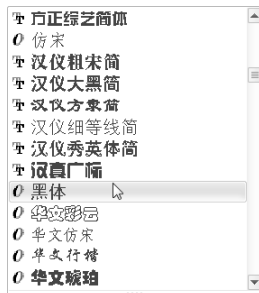 方正综艺简体
仿宋
汉仪粗宋简
汉仪大黑简
汉仪方隶简
汉仪细等线简
汉仪秀英体简
汉真广标
黑体
华文彩云
华文仿宋
华文行楷
华文琥珀